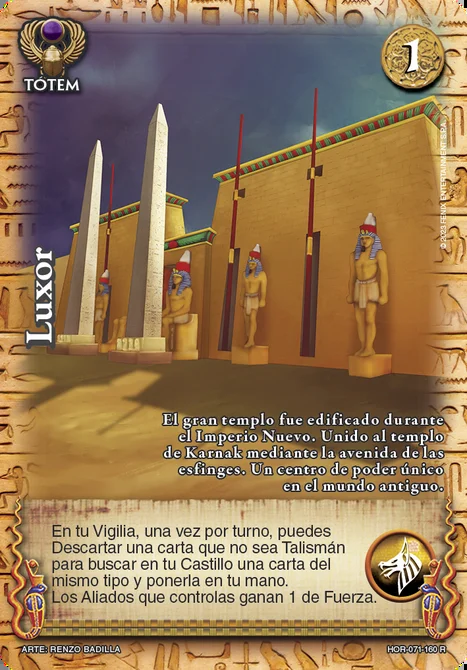 TÓTEM
1
Luxor
© 2023 FENIX ENTERTAINMENT S.P.A.
El gran templo fue edificado durante
el Imperio Nuevo. Unido al templo
de Karnak mediante la avenida de las
esfinges. Un centro de poder único
en el mundo antiguo.
En tu Vigilia, una vez por turno, puedes
Descartar una carta que no sea Talismán
para buscar en tu Castillo una carta del
mismo tipo y ponerla en tu mano.
Los Aliados que controlas ganan 1 de Fuerza.
ARTE: RENZO BADILLA
HOR-071-160 R